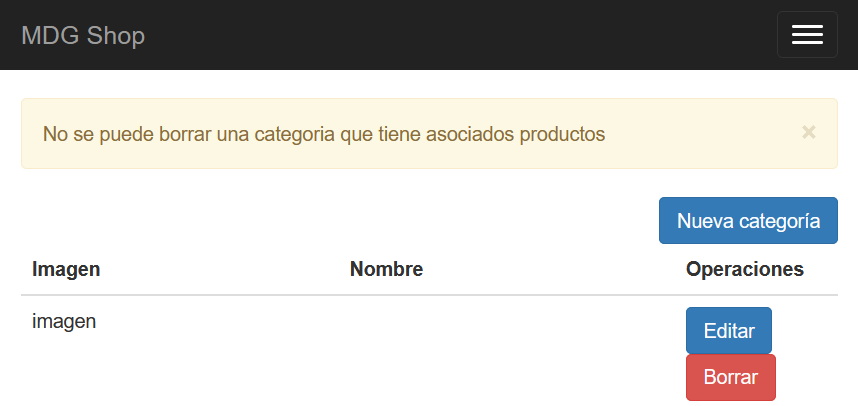 MDG Shop
No se puede borrar una categoria que tiene asociados productos ×
Nueva categoría
Imagen Nombre Operaciones
imagen Editar
Borrar